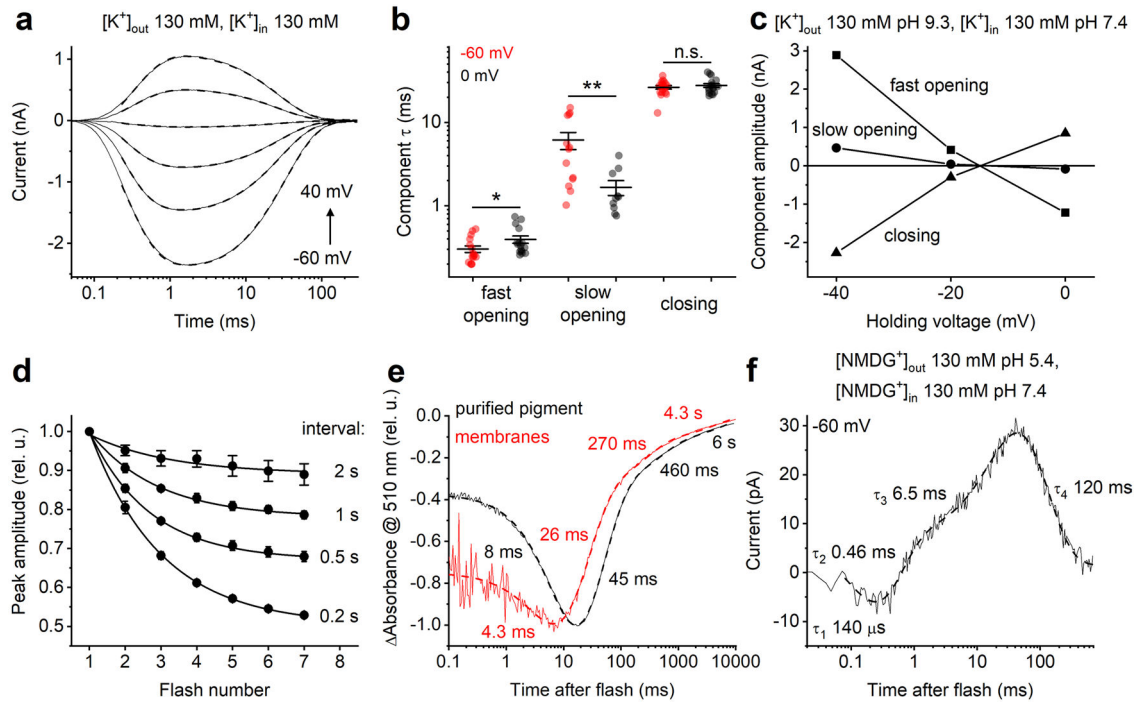 a
[K+]out 130 mM, [K+]in 130 mM
Current (nA)
1
0
-1
-2
40 mV
-60 mV
0.1
1
10
100
Time (ms)
b
-60 mV
0 mV
n.s.
**
*
Component τ (ms)
10
1
fast opening
slow opening
closing
c
[K+]out 130 mM pH 9.3, [K+]in 130 mM pH 7.4
Component amplitude (nA)
3
2
1
0
-1
-2
fast opening
slow opening
closing
-40
-20
0
Holding voltage (mV)
d
Peak amplitude (rel. u.)
1.0
0.9
0.8
0.7
0.6
0.5
interval:
2 s
1 s
0.5 s
0.2 s
1 2 3 4 5 6 7 8
Flash number
e
ΔAbsorbance @ 510 nm (rel. u.)
0.0
-0.2
-0.4
-0.6
-0.8
-1.0
purified pigment
membranes
4.3 s
270 ms
6 s
460 ms
26 ms
8 ms
45 ms
4.3 ms
0.1
1
10
100
1000
10000
Time after flash (ms)
f
[NMDG+]out 130 mM pH 5.4,
[NMDG+]in 130 mM pH 7.4
Current (pA)
30
20
10
0
-10
-60 mV
τ3 6.5 ms
τ4 120 ms
τ2 0.46 ms
τ1 140 µs
0.1
1
10
100
Time after flash (ms)